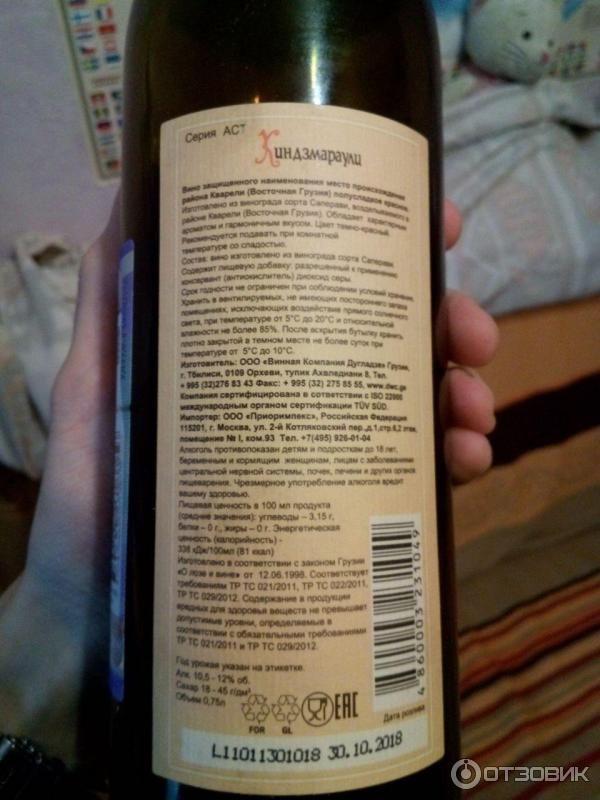 Серия АСТ
Киндзмараули
Вино защищенного наименования место происхождения
района Кварели (Восточная Грузия) полусладкое красное.
Изготовлено из винограда сорта Саперави, возделываемого в
районе Кварели (Восточная Грузия). Обладает характерным
ароматом и гармоничным вкусом. Цвет темно-красный.
Рекомендуется подавать при комнатной
температуре со сладостью.
Состав: вино изготовлено из винограда сорта Саперави.
Содержит пищевую добавку: разрешенный к применению
консервант (антиокислитель) диоксид серы.
Срок годности не ограничен при соблюдении условий хранения.
Хранить в вентилируемых, не имеющих постороннего запаха
помещениях, исключающих воздействие прямого солнечного
света, при температуре от 5°С до 20°С и относительной
влажности не более 85%. После вскрытия бутылку хранить
плотно закрытой в темном месте не более суток при
температуре от 5°С до 10°С.
Изготовитель: ООО «Винная Компания Дугладзе» Грузия,
г. Тбилиси, 0109 Орхеви, тупик Ахвледиани 8, Тел.
+ 995 (32)276 83 43 Факс: + 995 (32) 275 85 55, www.dwc.ge
Компания сертифицирована в соответствии с ISO 22000
международным органом сертификации TÜV SÜD.
Импортер: ООО «Приоримпекс», Российская Федерация
115201, г. Москва, ул. 2-й Котляковский пер.,д.1,стр.6,2 этаж,
помещение № I, ком.93 Тел. +7(495) 926-01-04
Алкоголь противопоказан детям и подросткам до 18 лет,
беременным и кормящим женщинам, лицам с заболеваниями
центральной нервной системы, почек, печени и других органов
пищеварения. Чрезмерное употребление алкоголя вредит
вашему здоровью.
Пищевая ценность в 100 мл продукта
(средние значения): углеводы – 3,15 г,
белки – 0 г., жиры – 0 г. Энергетическая
ценность (калорийность) -
338 кДж/100мл (81 ккал)
Изготовлено в соответствии с законом Грузии
«О лозе и вине» от 12.06.1998. Соответствует
требованиям ТР ТС 021/2011, ТР ТС 022/2011,
ТР ТС 029/2012. Содержание в продукции
вредных для здоровья веществ не превышает
допустимые уровни, определяемые в
соответствии с обязательными требованиями
ТР ТС 021/2011 и ТР ТС 029/2012.
Год урожая указан на этикетке.
Алк. 10,5 - 12% об.
Сахар 18 - 45 г/дм³
Объем 0,75л
FOR GL
EAC
4860003231049
Дата розлива
L11011301018 30.10.2018
ОТЗОВИК